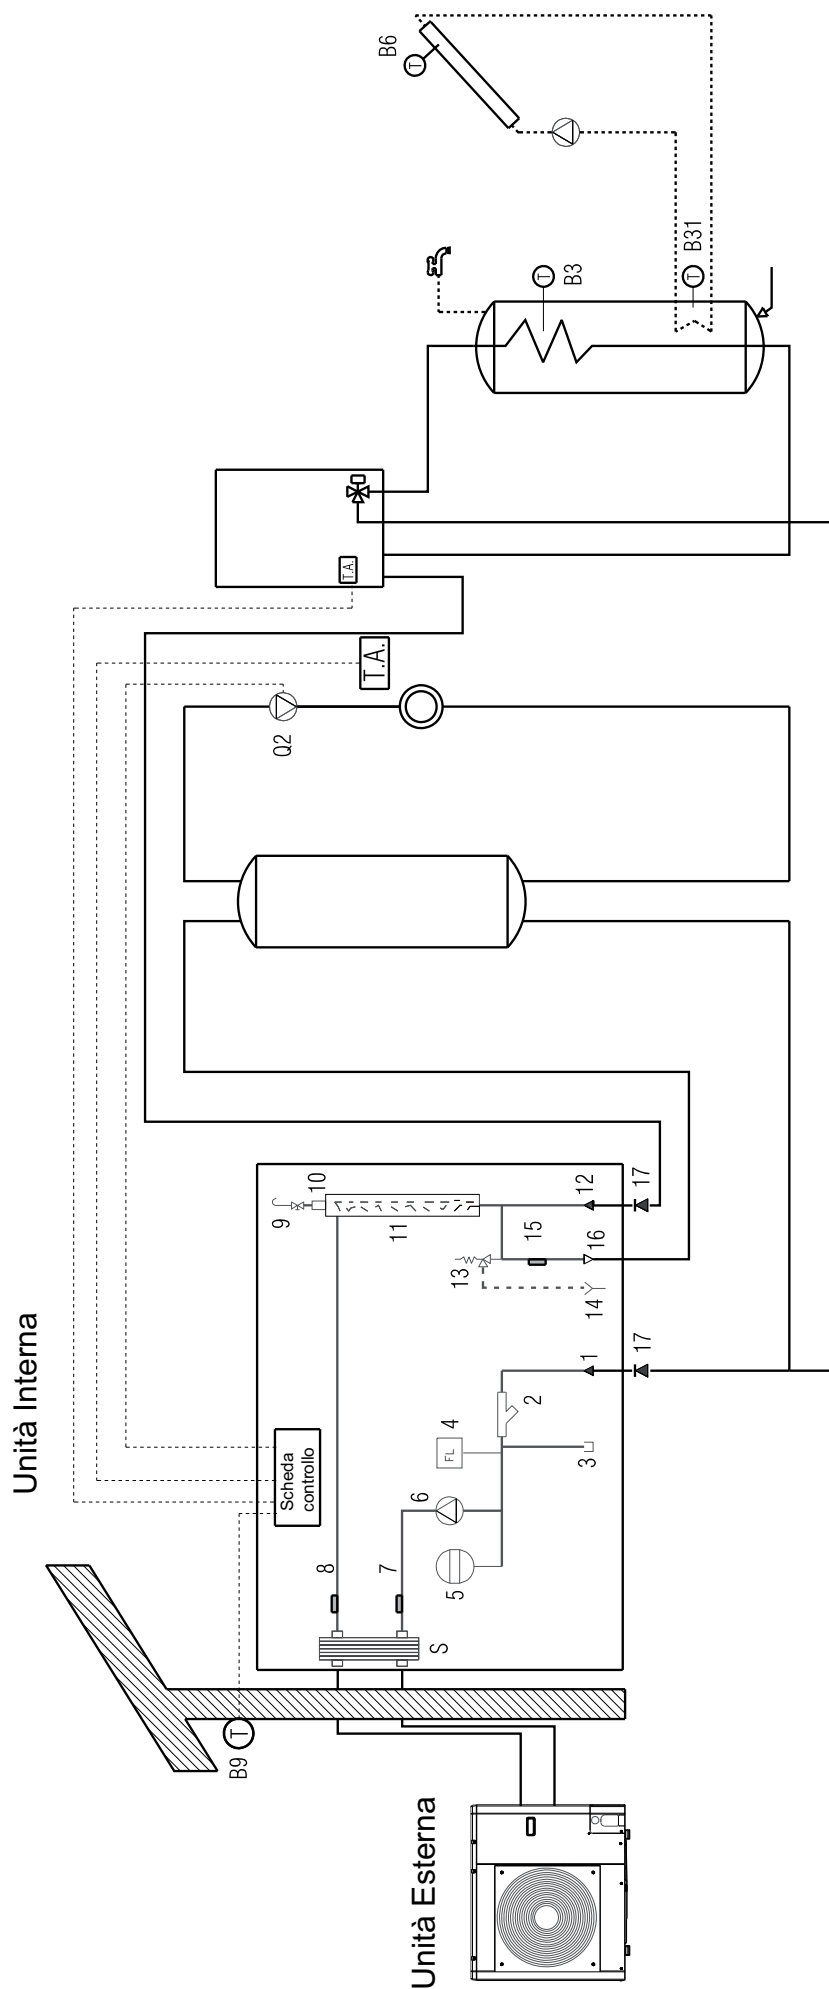 Unità Interna
T
B9
Scheda
controllo
9
Q2
10
8
T.A.
T.A.
7
11
B6
T
6
S
Unità Esterna
4
FL
5
13
2
15
T
B3
3
1
14
16
12
17
17
T
B31